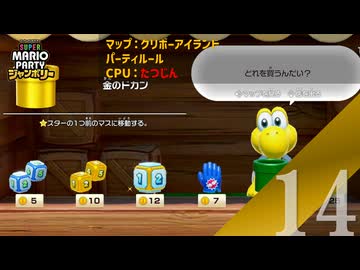 SUPER
MARIO
PARTY
ジャンボリー
マップ：クリボーアイランド
パーティルール
CPU：たつじん
金のドカン
★スターの1つ前のマスに移動する。
どれを買うんだい？
5
10
12
7
25
14